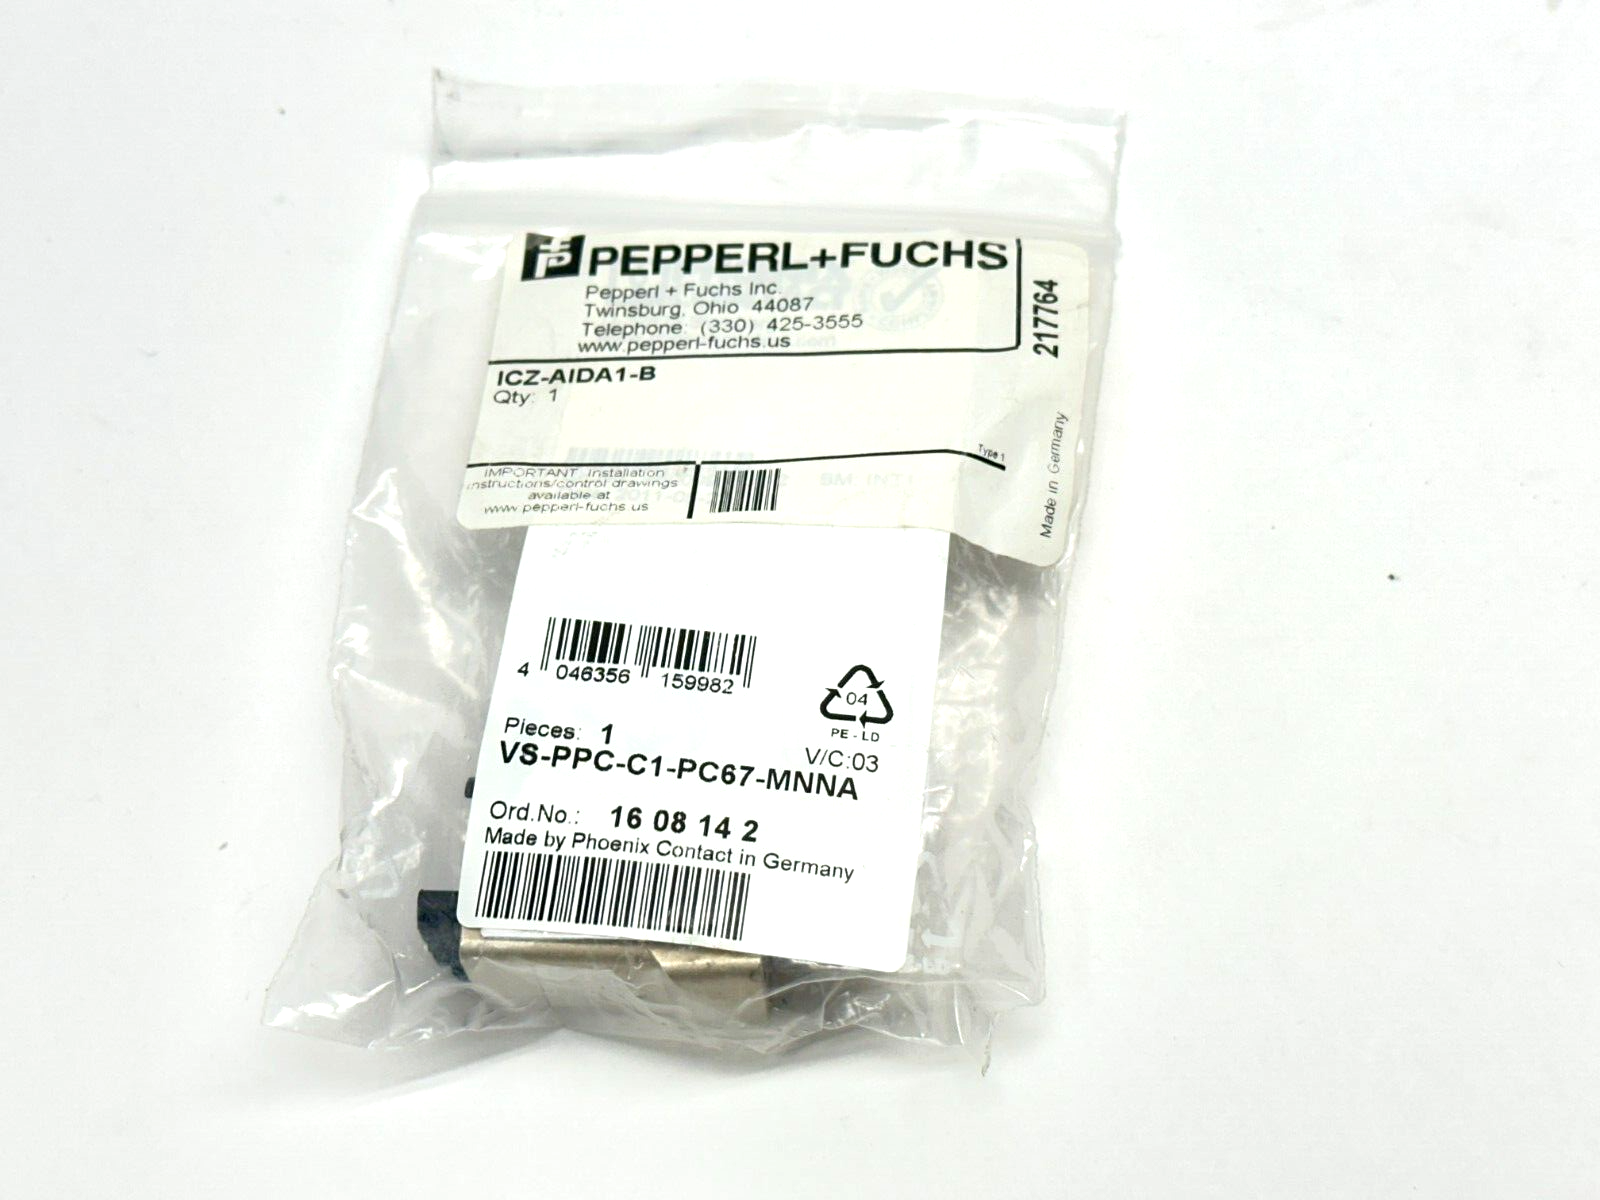 PEPPERL+FUCHS
Pepperl + Fuchs Inc.
Twinsburg, Ohio 44087
Telephone: (330) 425-3555
www.pepperl-fuchs.us
217764
ICZ-AIDA1-B
Qty: 1
Type 1
Made in Germany
IMPORTANT Installation
instructions/control drawings
available at
www.pepperl-fuchs.us
4 046356 159982
04
PE-LD
Pieces: 1
V/C:03
VS-PPC-C1-PC67-MNNA
Ord.No.: 16 08 14 2
Made by Phoenix Contact in Germany